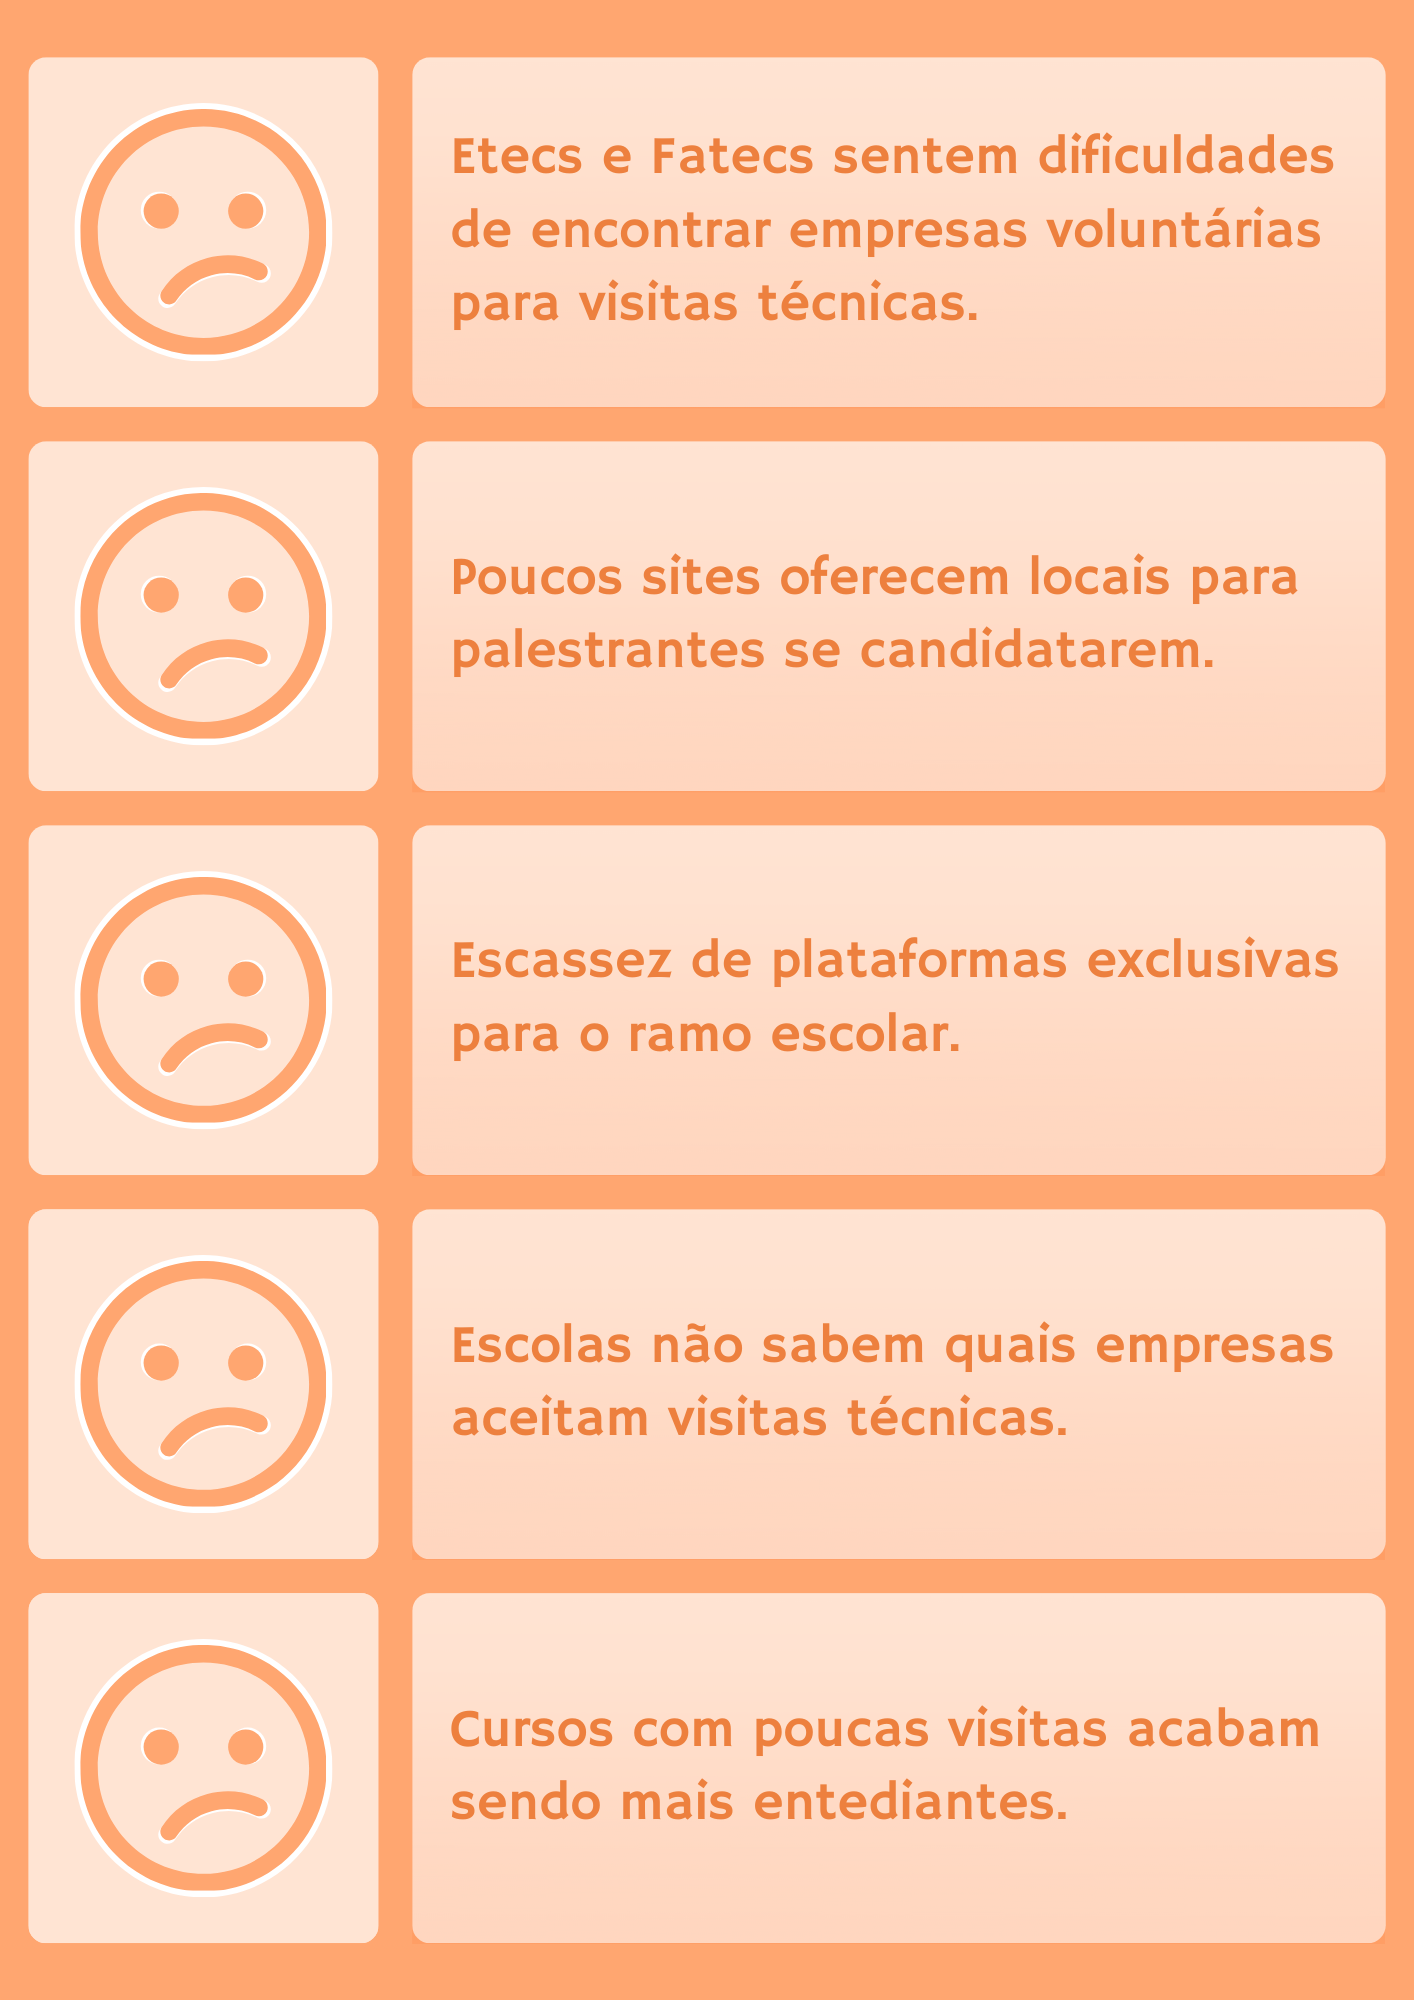 Etecs e Fatecs sentem dificuldades
de encontrar empresas voluntárias
para visitas técnicas.
Poucos sites oferecem locais para
palestrantes se candidatarem.
Escassez de plataformas exclusivas
para o ramo escolar.
Escolas não sabem quais empresas
aceitam visitas técnicas.
Cursos com poucas visitas acabam
sendo mais entediantes.